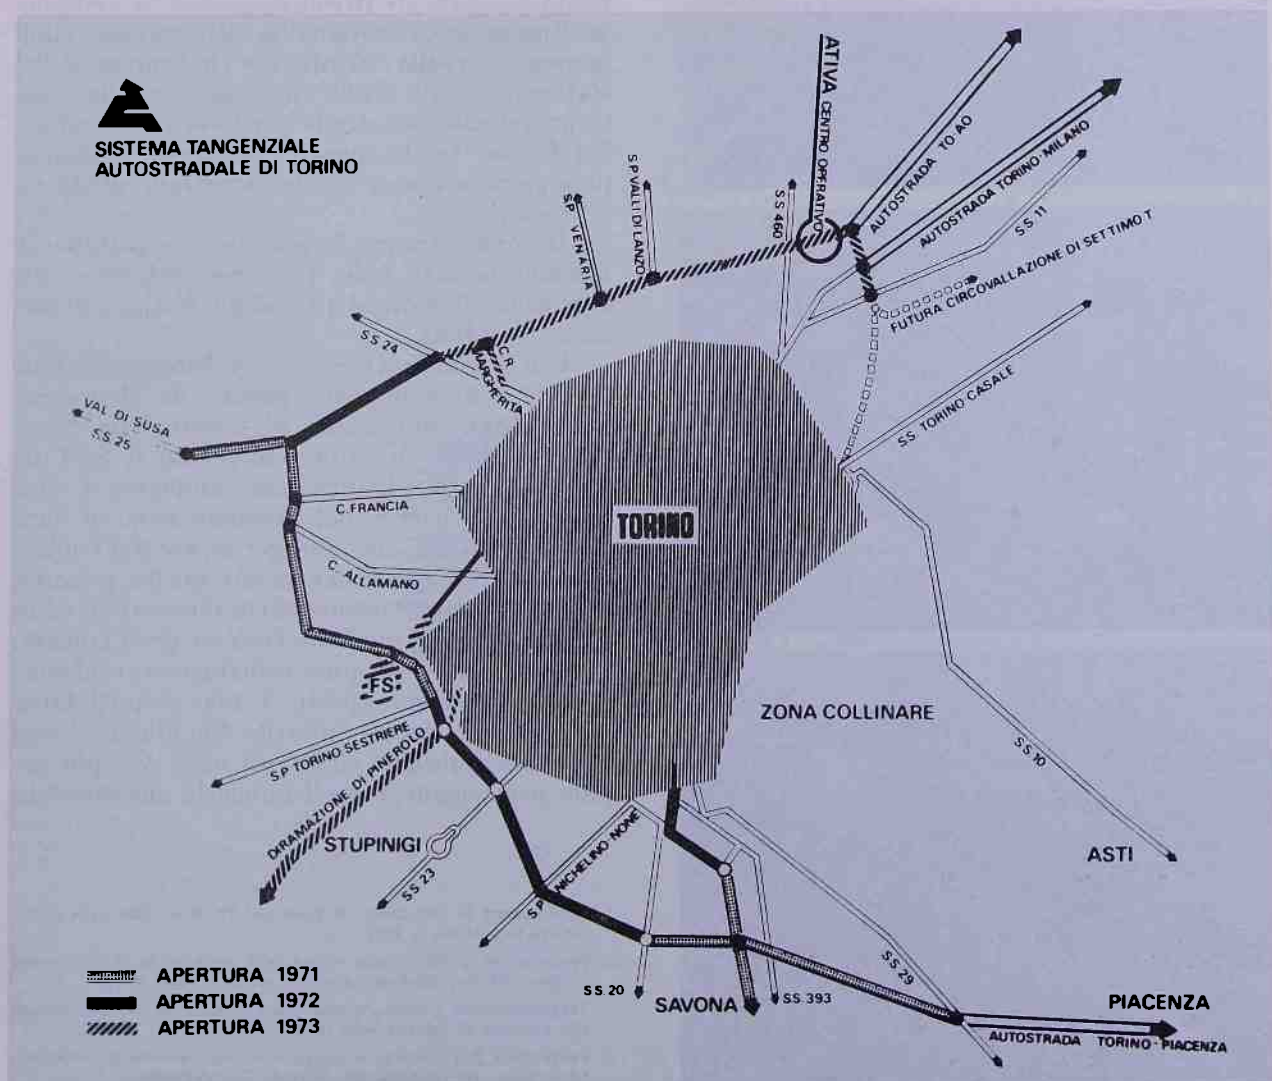 SISTEMA TANGENZIALE
AUTOSTRADALE DI TORINO
ATIVA CENTRO OPERATIVO
AUTOSTRADA TO AO
AUTOSTRADA TORINO MILANO
S.S. 11
FUTURA CIRCOVALLAZIONE DI SETTIMO T
S.S. 460
S.P. VALLI DI LANZO
S.P. VENARIA
S.S. 24
C. R. MARGHERITA
VAL DI SUSA
S.S. 25
S.S. TORINO CASALE
C. FRANCIA
TORINO
C. ALLAMANO
FS
S.P. TORINO SESTRIERE
DIRAMAZIONE DI PINEROLO
ZONA COLLINARE
S.S. 10
STUPINIGI
S.S. 23
S.P. NICHELINO NONE
ASTI
S.S. 29
S.S. 20
SAVONA
S.S. 393
PIACENZA
AUTOSTRADA TORINO-PIACENZA
APERTURA 1971
APERTURA 1972
APERTURA 1973